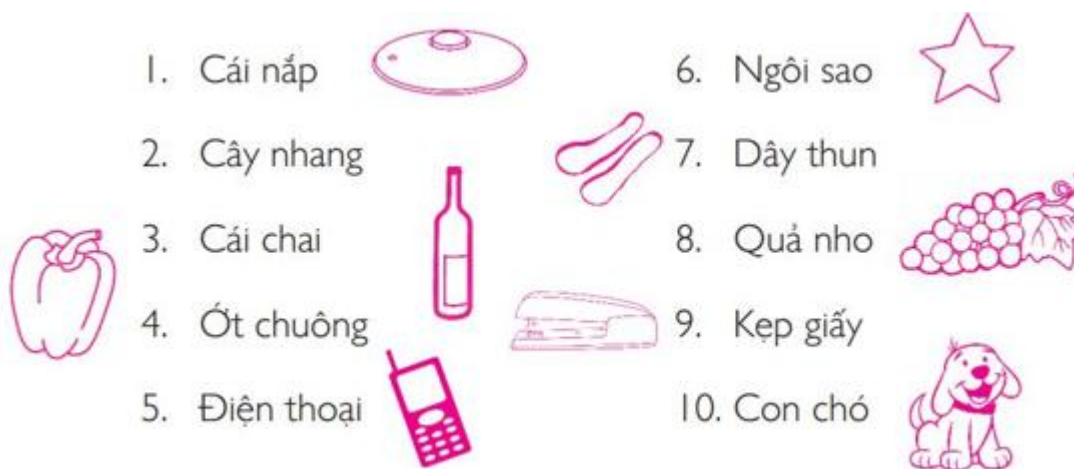 1. Cái nắp
2. Cây nhang
3. Cái chai
4. Ớt chuông
5. Điện thoại
6. Ngôi sao
7. Dây thun
8. Quả nho
9. Kẹp giấy
10. Con chó